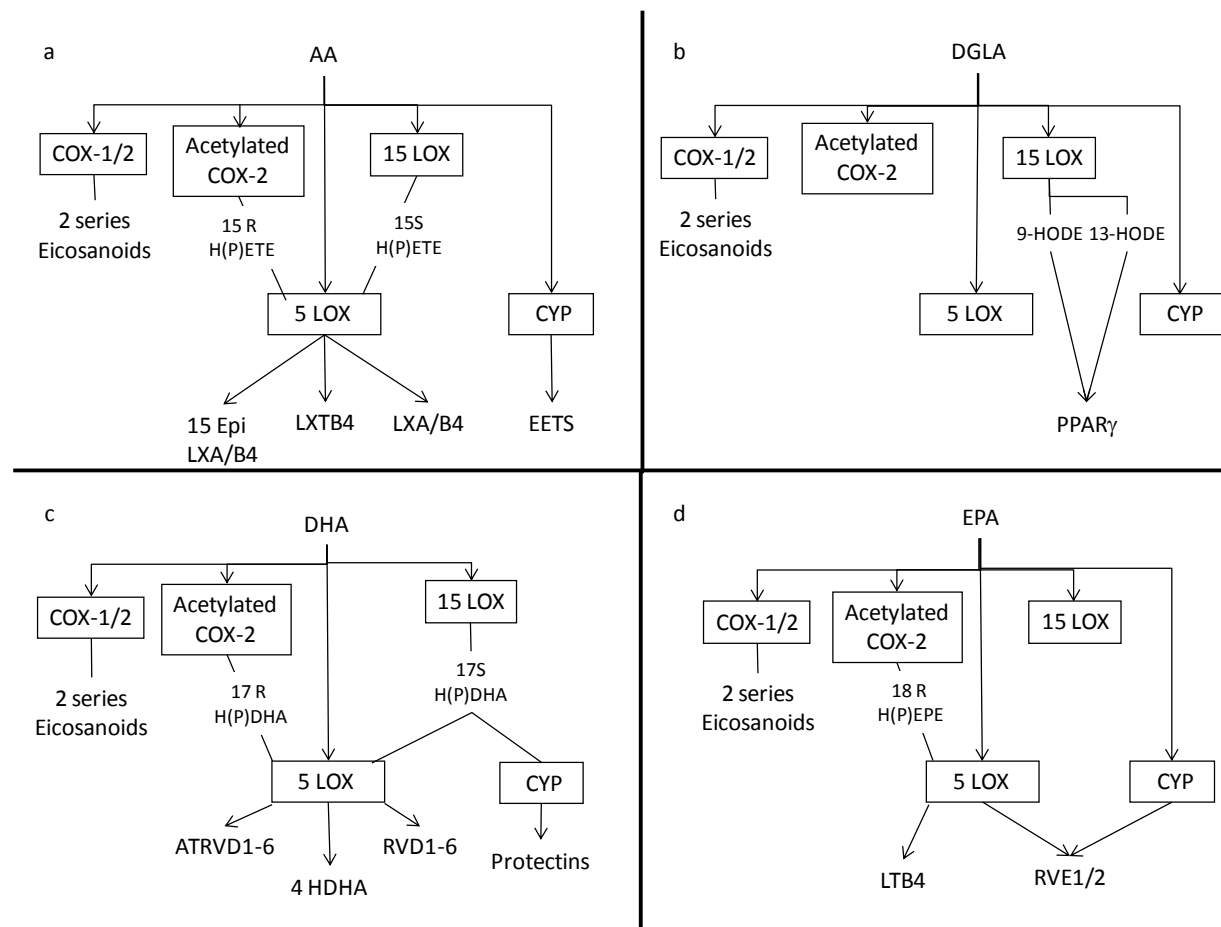 a
AA
COX-1/2
Acetylated
COX-2
15 LOX
2 series
Eicosanoids
15 R
H(P)ETE
15S
H(P)ETE
5 LOX
CYP
15 Epi
LXA/B4
LXTB4
LXA/B4
EETS
b
DGLA
COX-1/2
Acetylated
COX-2
15 LOX
2 series
Eicosanoids
9-HODE
13-HODE
5 LOX
CYP
PPARγ
c
DHA
COX-1/2
Acetylated
COX-2
15 LOX
2 series
Eicosanoids
17 R
H(P)DHA
17S
H(P)DHA
5 LOX
CYP
ATRVD1-6
4 HDHA
RVD1-6
Protectins
d
EPA
COX-1/2
Acetylated
COX-2
15 LOX
2 series
Eicosanoids
18 R
H(P)EPE
5 LOX
CYP
LTB4
RVE1/2